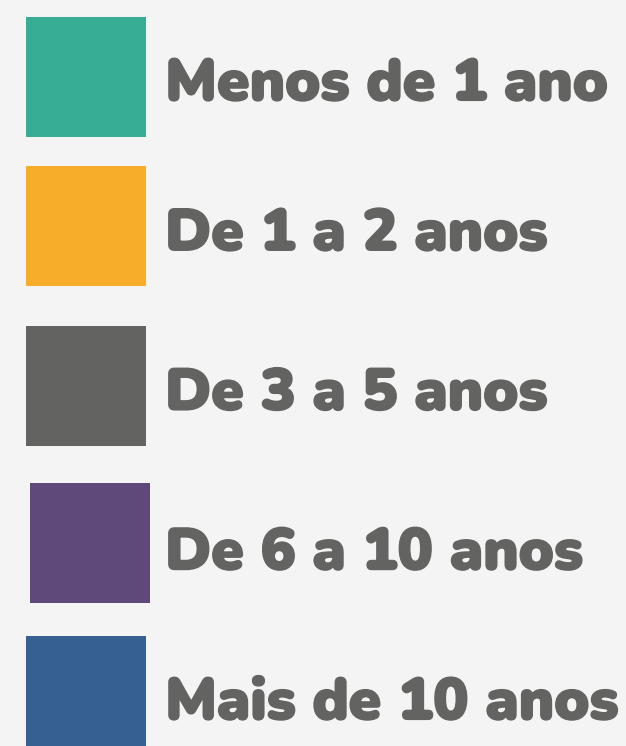 Menos de 1 ano
De 1 a 2 anos
De 3 a 5 anos
De 6 a 10 anos
Mais de 10 anos